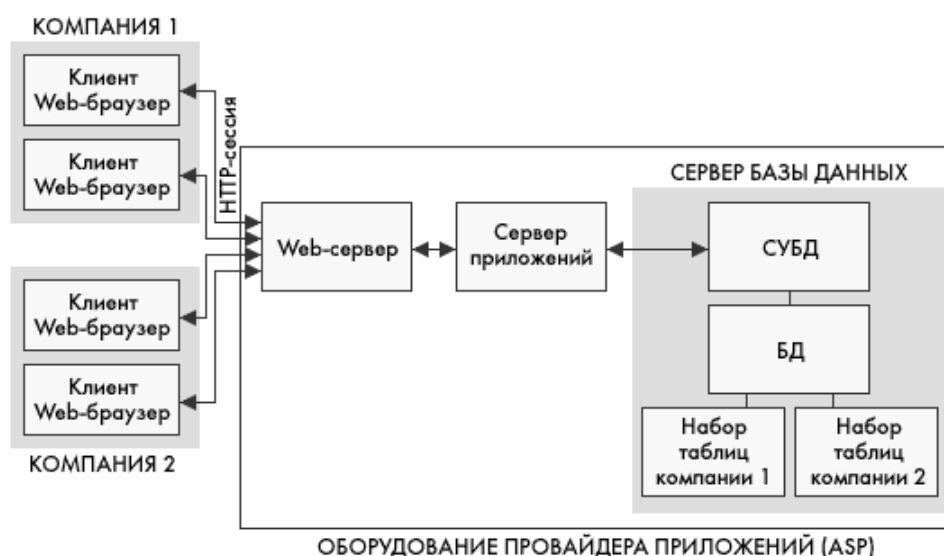 КОМПАНИЯ 1
Клиент
Web-браузер
Клиент
Web-браузер
HTTP-сессия
Клиент
Web-браузер
Клиент
Web-браузер
КОМПАНИЯ 2
Web-сервер
Сервер
приложений
СЕРВЕР БАЗЫ ДАННЫХ
СУБД
БД
Набор
таблиц
компании 1
Набор
таблиц
компании 2
ОБОРУДОВАНИЕ ПРОВАЙДЕРА ПРИЛОЖЕНИЙ (ASP)